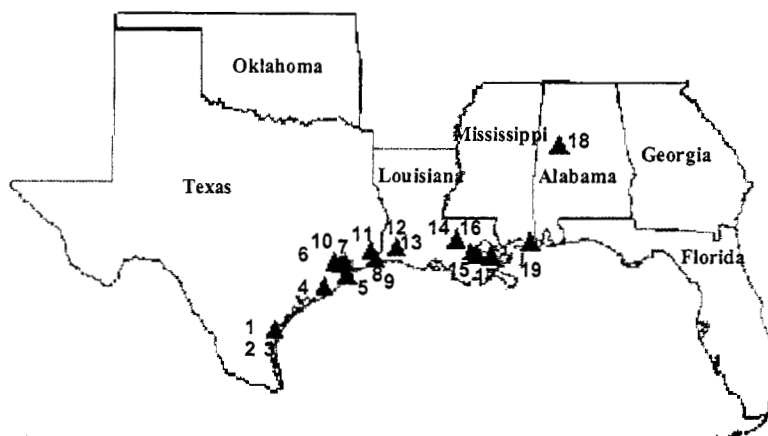 Oklahoma
Mississippi
18
Georgia
Texas
Louisiana
Alabama
12
14 16
10
11
13
Florida
6 7
8
15 17
19
4
5 9
1
2 3